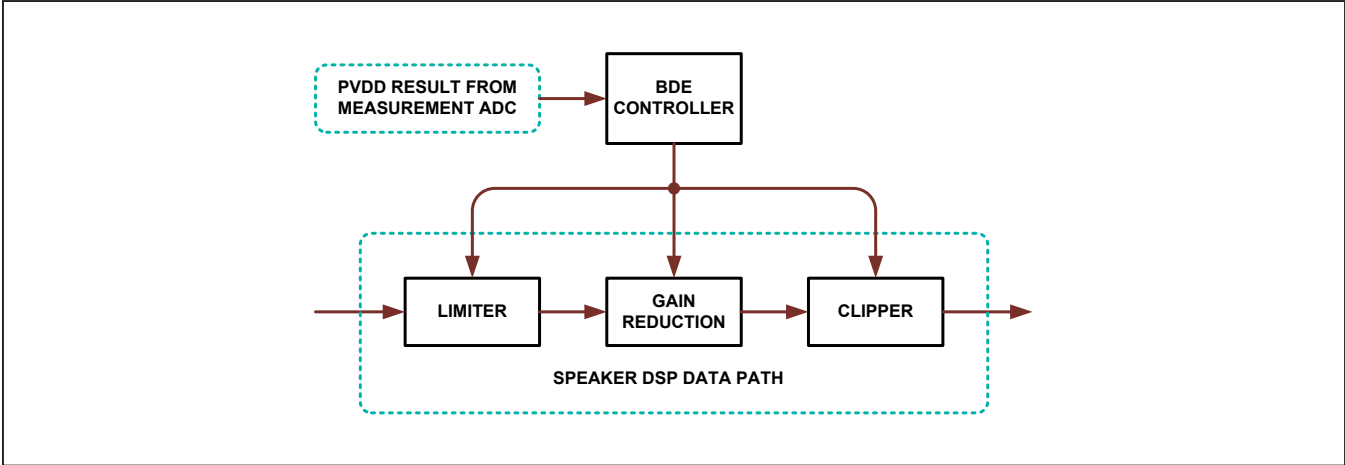 PVDD RESULT FROM
MEASUREMENT ADC
BDE
CONTROLLER
LIMITER
GAIN
REDUCTION
CLIPPER
SPEAKER DSP DATA PATH